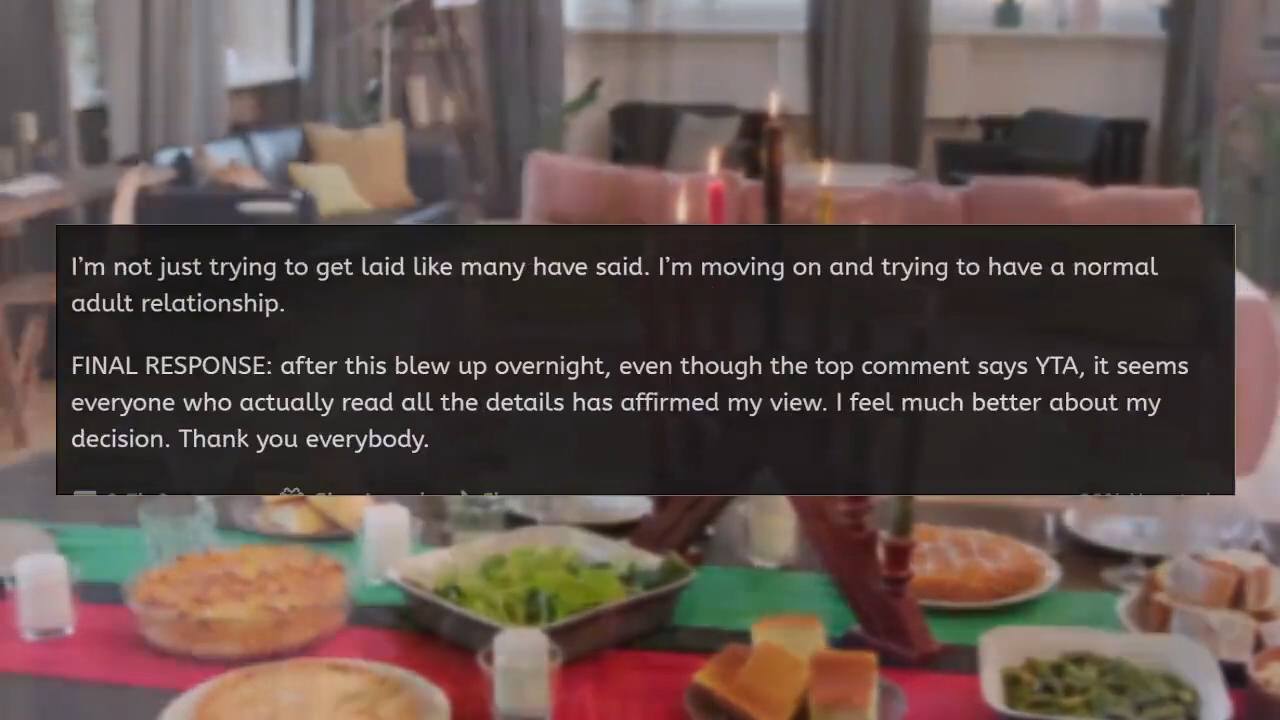 I'm not just trying to get laid like many have said. I'm moving on and trying to have a normal
adult relationship.
FINAL RESPONSE: after this blew up overnight, even though the top comment says YTA, it seems
everyone who actually read all the details has affirmed my view. I feel much better about my
decision. Thank you everybody.